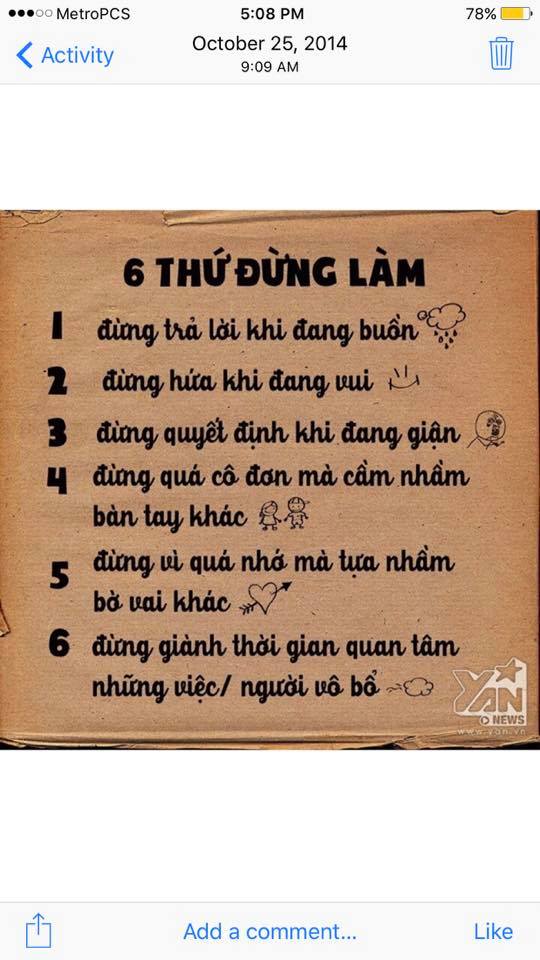 MetroPCS 5:08 PM 78%
Activity
October 25, 2014
9:09 AM
6 THỨ ĐỪNG LÀM
1 đừng trả lời khi đang buồn
2 đừng hứa khi đang vui
3 đừng quyết định khi đang giận
4 đừng quá cô đơn mà cầm nhầm
bàn tay khác
5 đừng vì quá nhớ mà tựa nhầm
bờ vai khác
6 đừng giành thời gian quan tâm
những việc/ người vô bổ
YAN
NEWS
www.yan.vn
Add a comment...
Like